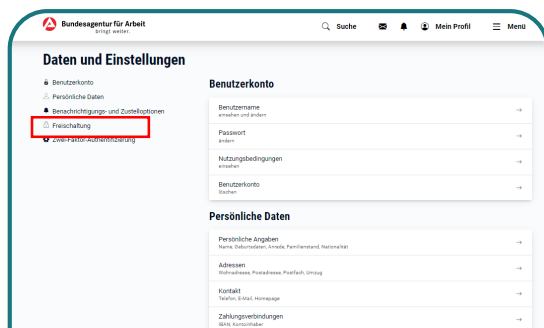 Bundesagentur für Arbeit
bringt weiter.
Suche
Mein Profil
Menü
Daten und Einstellungen
Benutzerkonto
Persönliche Daten
Benachrichtigungs- und Zustelloptionen
Freischaltung
Zwei-Faktor-Authentifizierung
Benutzerkonto
Benutzername
einsehen und ändern
Passwort
ändern
Nutzungsbedingungen
einsehen
Benutzerkonto
löschen
Persönliche Daten
Persönliche Angaben
Name, Geburtsdaten, Anrede, Familienstand, Nationalität
Adressen
Wohnadresse, Postadresse, Postfach, Umzug
Kontakt
Telefon, E-Mail, Homepage
Zahlungsverbindungen
IBAN, Kontoinhaber